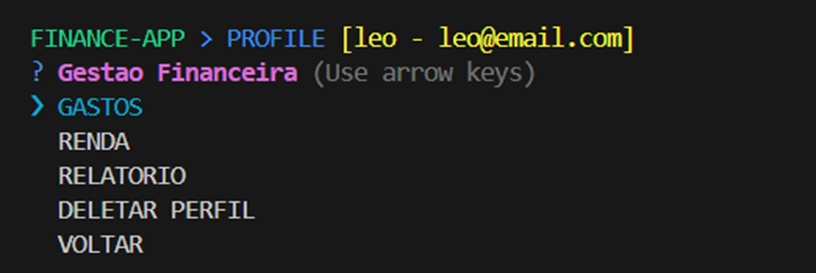 FINANCE-APP > PROFILE [leo - leo@email.com]
? Gestao Financeira (Use arrow keys)
❯ GASTOS
RENDA
RELATORIO
DELETAR PERFIL
VOLTAR